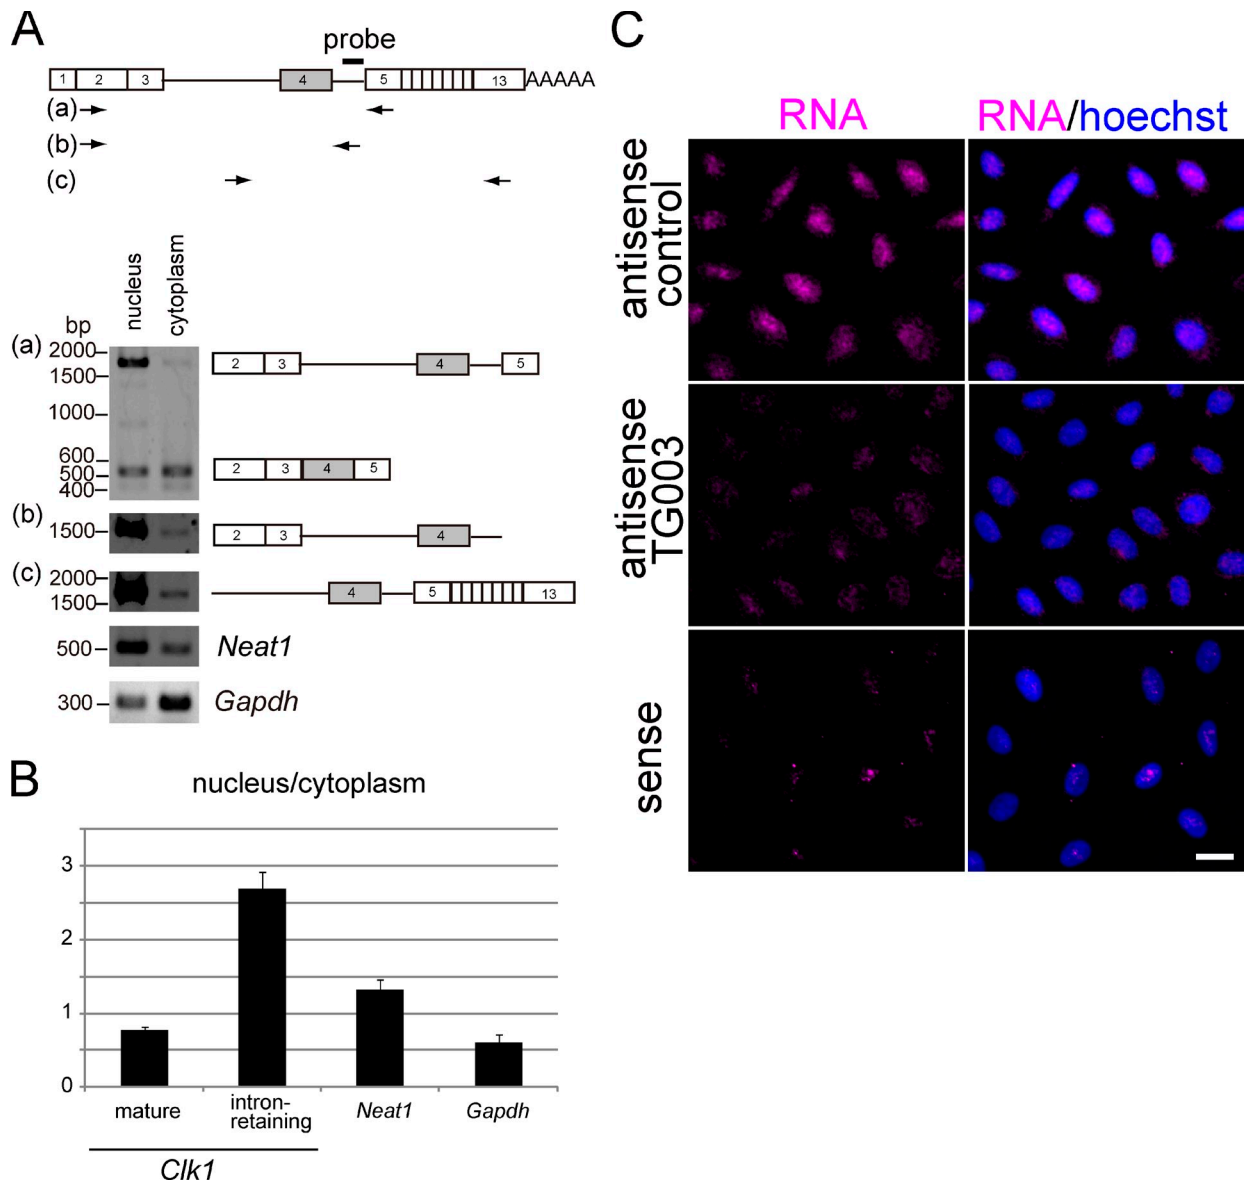 A
probe
1 2 3 4 5 13 AAAAA
(a)
(b)
(c)
nucleus
cytoplasm
bp
(a)
2000
1500
1000
600
500
400
2 3 4 5
2 3 4 5
(b)
1500
2 3 4
(c)
2000
1500
4 5 13
500
Neat1
300
Gapdh
B
nucleus/cytoplasm
3
2
1
0
mature
intron-
retaining
Neat1
Gapdh
Clk1
C
RNA
RNA/hoechst
antisense
control
antisense
TG003
sense